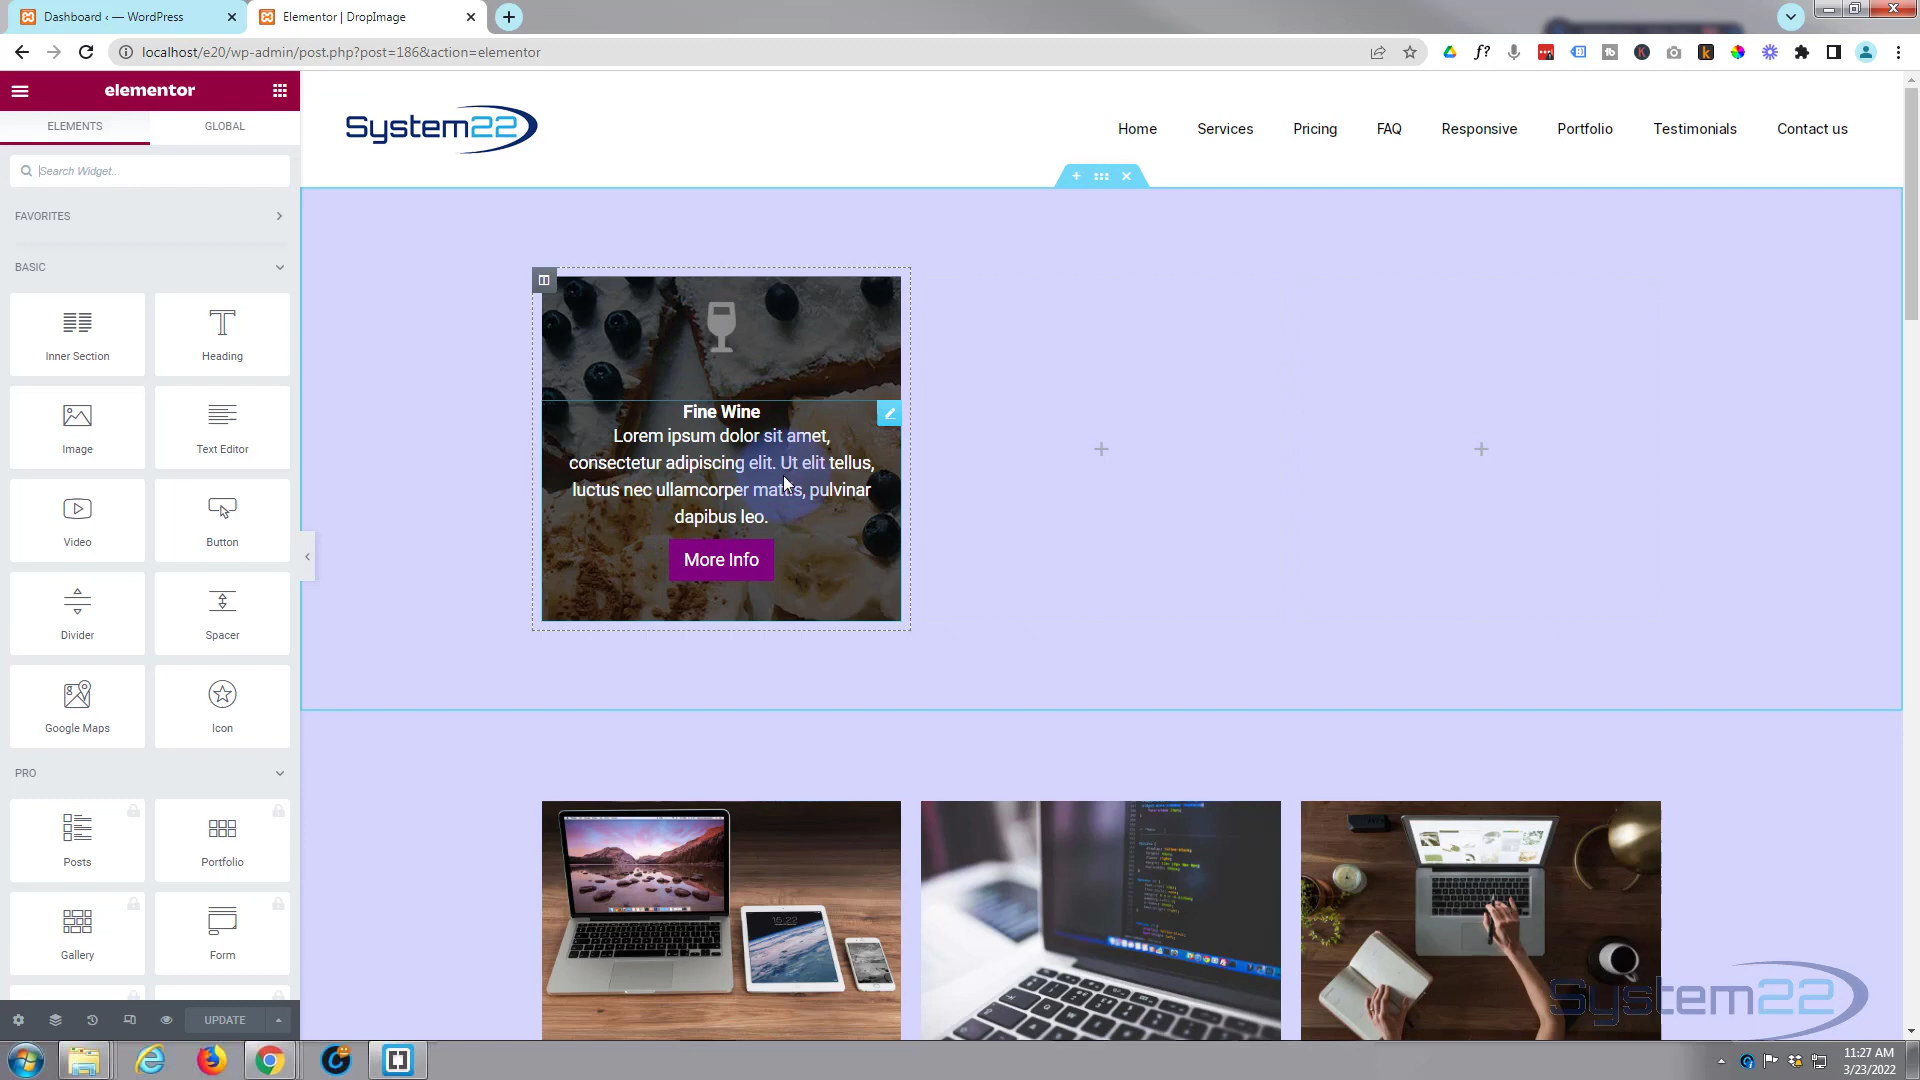 Dashboard ‹ — WordPress
Elementor | DropImage
localhost/e20/wp-admin/post.php?post=186&action=elementor
elementor
ELEMENTS
GLOBAL
Search Widget...
FAVORITES
BASIC
Inner Section
Heading
Image
Text Editor
Video
Button
Divider
Spacer
Google Maps
Icon
PRO
Posts
Portfolio
Gallery
Form
UPDATE
System22
Home
Services
Pricing
FAQ
Responsive
Portfolio
Testimonials
Contact us
Fine Wine
Lorem ipsum dolor sit amet,
consectetur adipiscing elit. Ut elit tellus,
luctus nec ullamcorper mattis, pulvinar
dapibus leo.
More Info
15:22
System22
11:27 AM
3/23/2022